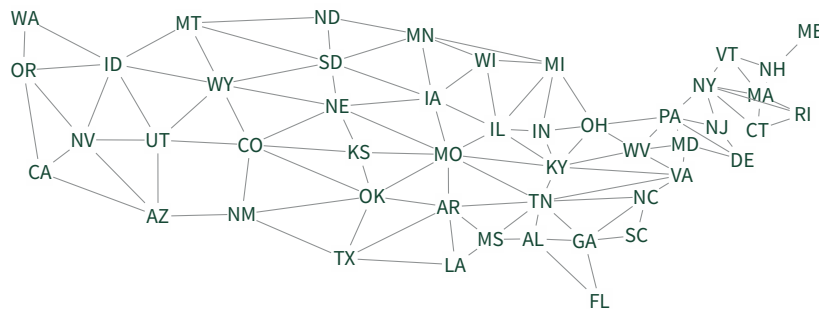 WA
MT
ND
MN
VT
ME
OR
ID
SD
WI
MI
NH
WY
NY
MA
NE
IA
RI
NV
UT
CO
KS
MO
IL
IN
OH
PA
NJ
CT
KY
WV
MD
DE
CA
OK
TN
VA
AZ
NM
AR
NC
MS
AL
GA
SC
TX
LA
FL